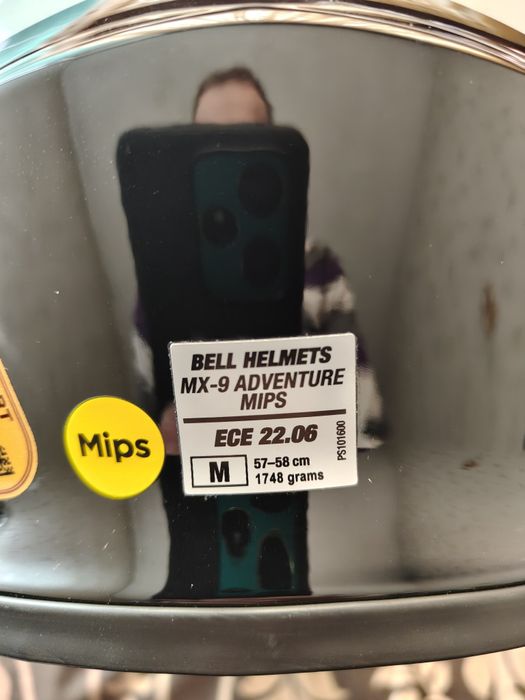 BELL HELMETS
MX-9 ADVENTURE
MIPS
ECE 22.06
M
57–58 cm
1748 grams
PS101600
Mips